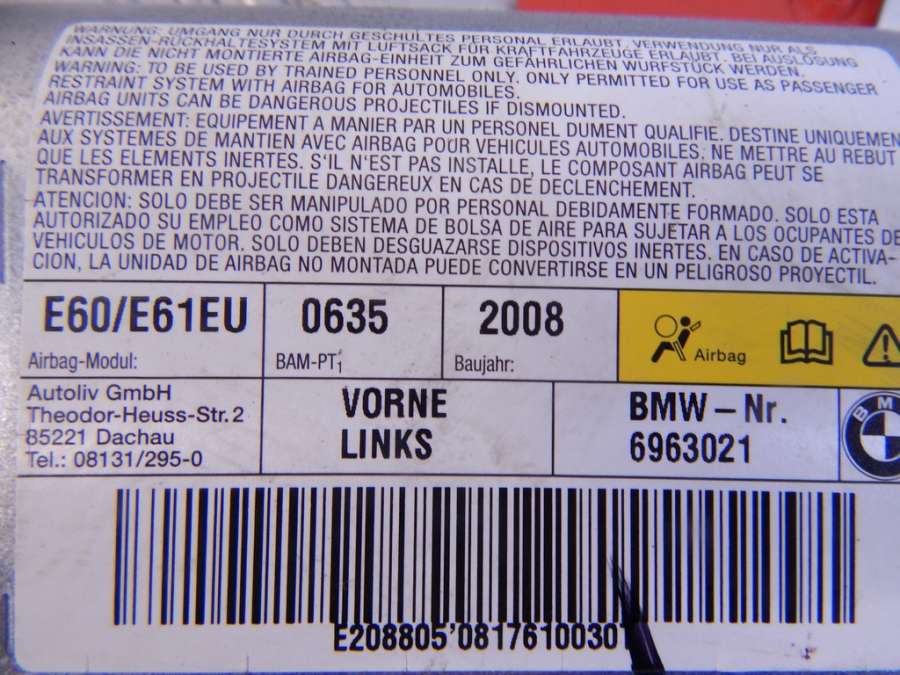 WARNUNG: UMGANG NUR DURCH GESCHULTES PERSONAL ERLAUBT. VERWENDUNG NUR ALS
INSASSEN-RÜCKHALTESYSTEM MIT LUFTSACK FÜR KRAFTFAHRZEUGE ERLAUBT. BEI AUSLÖSUNG
KANN DIE NICHT MONTIERTE AIRBAG-EINHEIT ZUM GEFÄHRLICHEN WURFSTÜCK WERDEN.
WARNING: TO BE USED BY TRAINED PERSONNEL ONLY. ONLY PERMITTED FOR USE AS PASSENGER
RESTRAINT SYSTEM WITH AIRBAG FOR AUTOMOBILES.
AIRBAG UNITS CAN BE DANGEROUS PROJECTILES IF DISMOUNTED.
AVERTISSEMENT: EQUIPEMENT A MANIER PAR UN PERSONEL DUMENT QUALIFIE. DESTINE UNIQUEMEN
AUX SYSTEMES DE MANTIEN AVEC AIRBAG POUR VEHICULES AUTOMOBILES. NE METTRE AU REBUT
QUE LES ELEMENTS INERTES. S'IL N'EST PAS INSTALLE, LE COMPOSANT AIRBAG PEUT SE
TRANSFORMER EN PROJECTILE DANGEREUX EN CAS DE DECLENCHEMENT.
ATENCION: SOLO DEBE SER MANIPULADO POR PERSONAL DEBIDAMENTE FORMADO. SOLO ESTA
AUTORIZADO SU EMPLEO COMO SISTEMA DE BOLSA DE AIRE PARA SUJETAR A LOS OCUPANTES DE
VEHICULOS DE MOTOR. SOLO DEBEN DESGUAZARSE DISPOSITIVOS INERTES. EN CASO DE ACTIVA-
CION, LA UNIDAD DE AIRBAG NO MONTADA PUEDE CONVERTIRSE EN UN PELIGROSO PROYECTIL.
E60/E61EU 0635 2008
Airbag-Modul: BAM-PT1 Baujahr: Airbag
Autoliv GmbH
Theodor-Heuss-Str.2
85221 Dachau
Tel.: 08131/295-0
VORNE
LINKS
BMW-Nr.
6963021
BM
E208805'0817610030